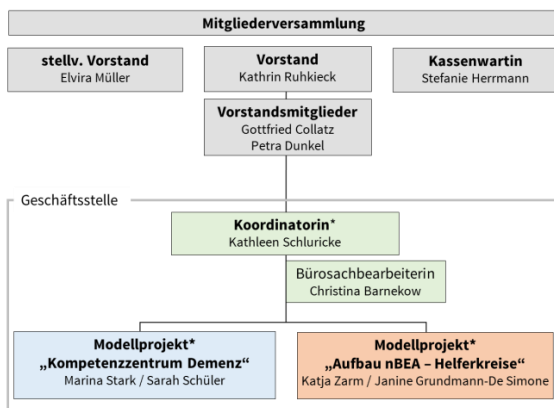 Mitgliederversammlung
stellv. Vorstand
Elvira Müller
Vorstand
Kathrin Ruhkieck
Kassenwartin
Stefanie Herrmann
Vorstandsmitglieder
Gottfried Collatz
Petra Dunkel
Geschäftsstelle
Koordinatorin*
Kathleen Schluricke
Bürosachbearbeiterin
Christina Barnekow
Modellprojekt*
„Kompetenzzentrum Demenz“
Marina Stark / Sarah Schüler
Modellprojekt*
„Aufbau nBEA – Helferkreise“
Katja Zarm / Janine Grundmann-De Simone